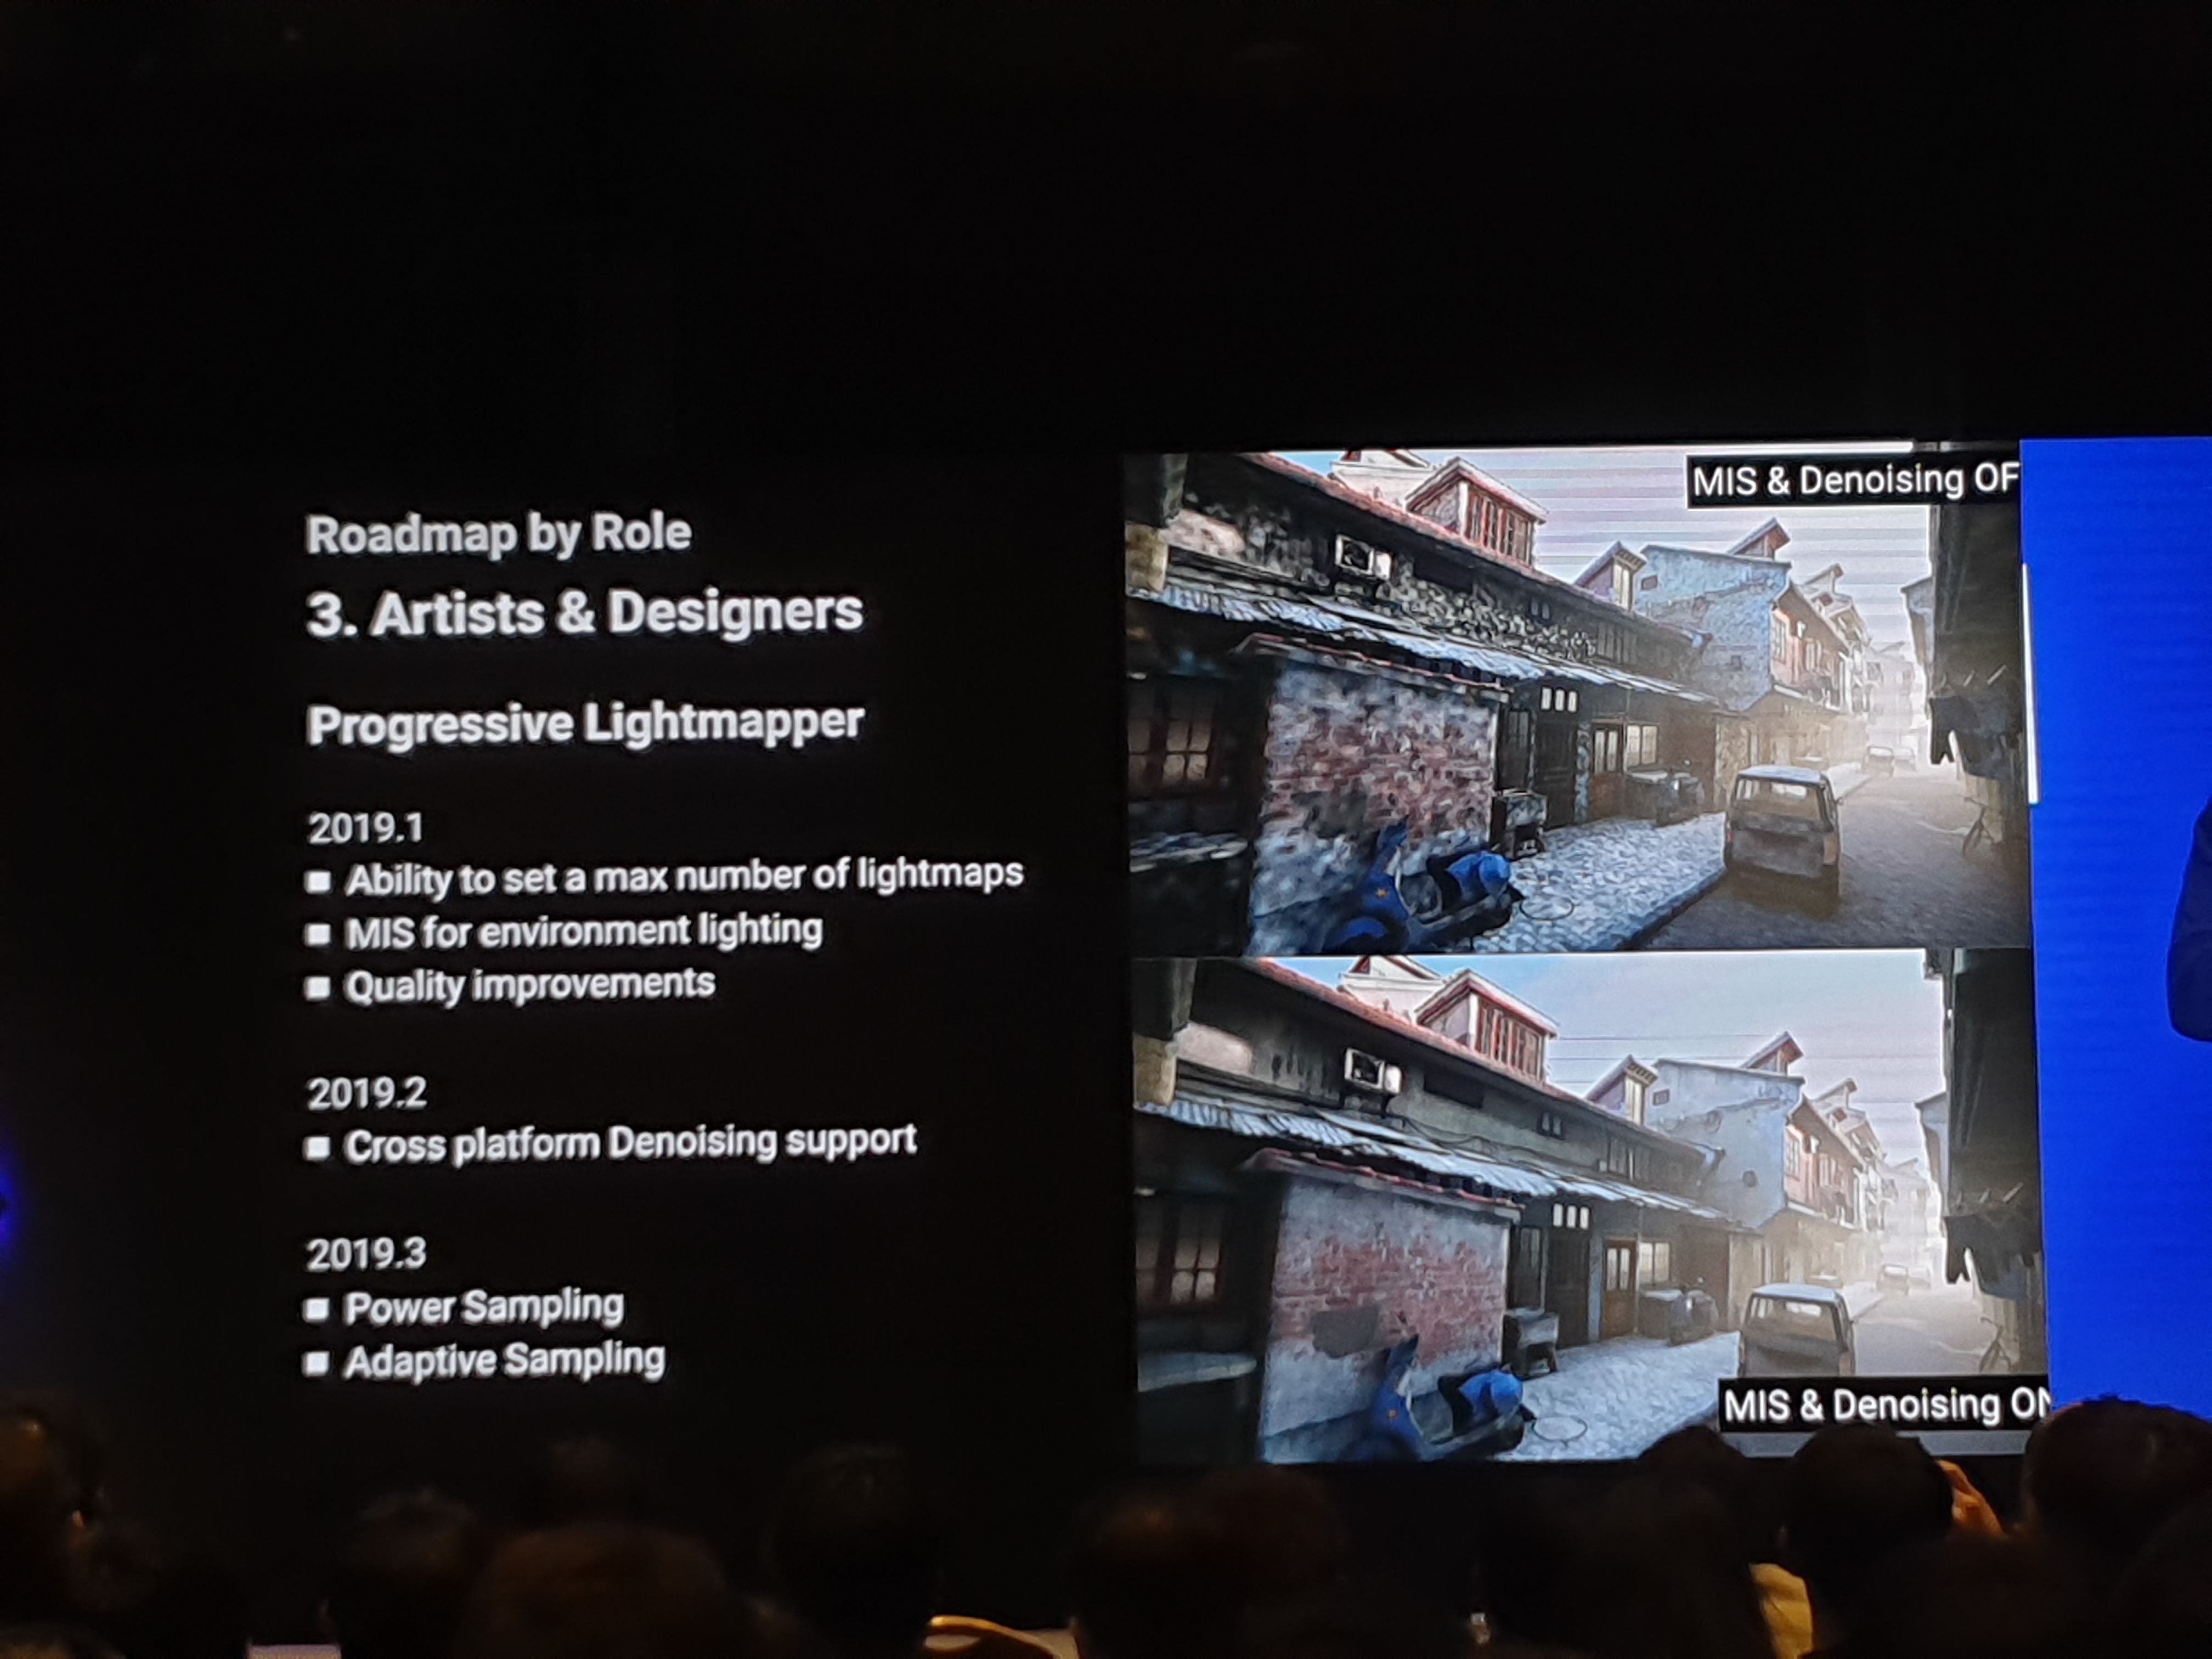 Roadmap by Role
3. Artists & Designers
Progressive Lightmapper
2019.1
▪ Ability to set a max number of lightmaps
▪ MIS for environment lighting
▪ Quality improvements
2019.2
▪ Cross platform Denoising support
2019.3
▪ Power Sampling
▪ Adaptive Sampling
MIS & Denoising OF
MIS & Denoising ON